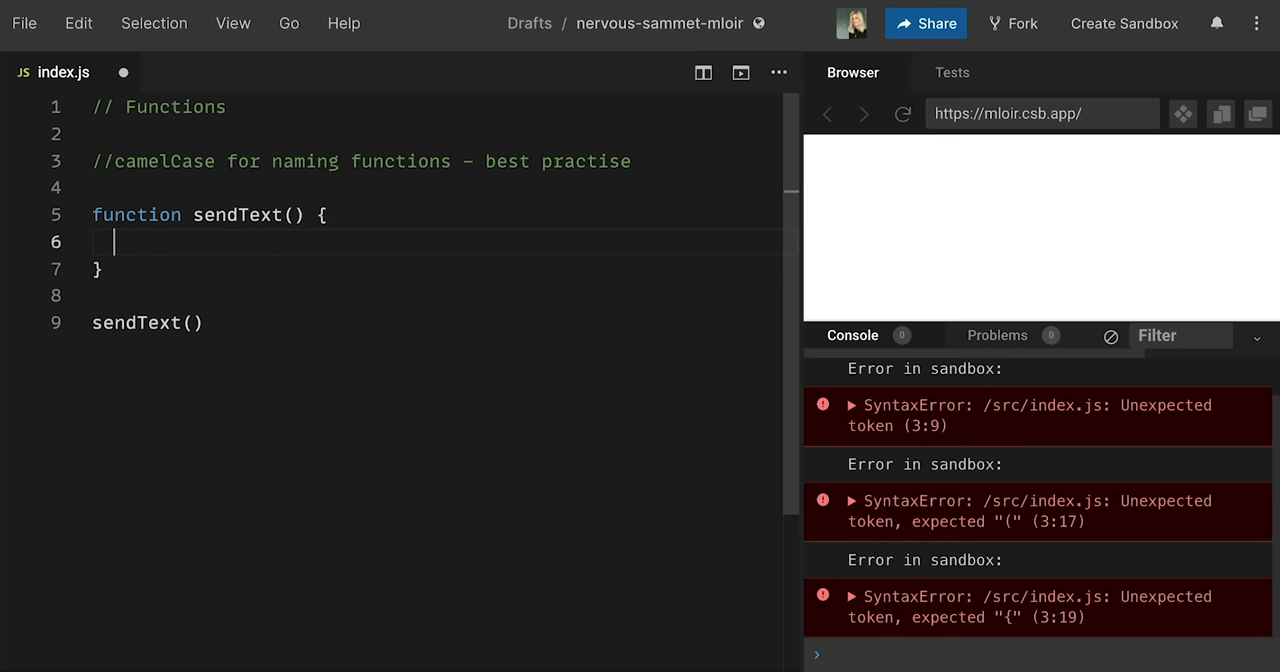 File Edit Selection View Go Help Drafts / nervous-sammet-mloir Share Fork Create Sandbox
JS index.js
Browser Tests
https://mloir.csb.app/
1 // Functions
2
3 //camelCase for naming functions - best practise
4
5 function sendText() {
6
7 }
8
9 sendText()
Console 0 Problems 0 Filter
Error in sandbox:
SyntaxError: /src/index.js: Unexpected
token (3:9)
Error in sandbox:
SyntaxError: /src/index.js: Unexpected
token, expected "(" (3:17)
Error in sandbox:
SyntaxError: /src/index.js: Unexpected
token, expected "{" (3:19)